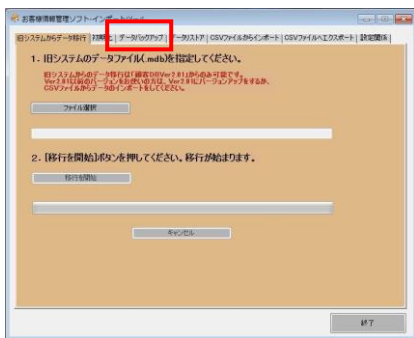 お客様情報管理ソフト-インポートツール
旧システムからデータ移行 初期化 データバックアップ データリストア CSVファイルからインポート CSVファイルへエクスポート 設定関係
1. 旧システムのデータファイル(.mdb)を指定してください。
旧システムからのデータ移行は「顧客DBVer2.81」からのみ可能です。
Ver2.81以前のバージョンをお使いの方は、Ver2.81にバージョンアップをするか、
CSVファイルからデータのインポートをしてください。
ファイル選択
2. [移行を開始]ボタンを押してください。移行が始まります。
移行を開始
キャンセル
終了